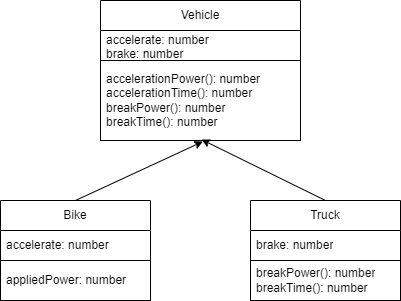 Vehicle
accelerate: number
brake: number
accelerationPower(): number
accelerationTime(): number
breakPower(): number
breakTime(): number
Bike
accelerate: number
appliedPower: number
Truck
brake: number
breakPower(): number
breakTime(): number